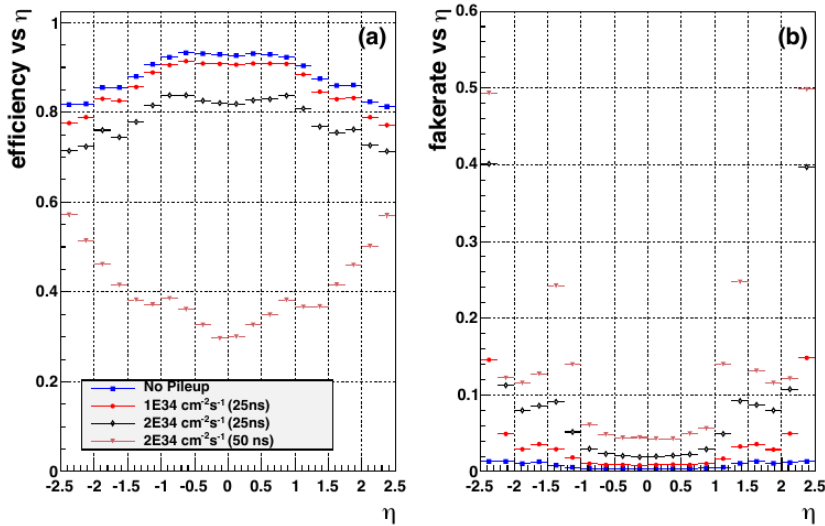 efficiency vs η
1
0.8
0.6
0.4
0.2
0
(a)
No Pileup
1E34 cm⁻²s⁻¹ (25ns)
2E34 cm⁻²s⁻¹ (25ns)
2E34 cm⁻²s⁻¹ (50 ns)
-2.5 -2 -1.5 -1 -0.5 0 0.5 1 1.5 2 2.5
η
fakerate vs η
0.6
0.5
0.4
0.3
0.2
0.1
0
(b)
-2.5 -2 -1.5 -1 -0.5 0 0.5 1 1.5 2 2.5
η